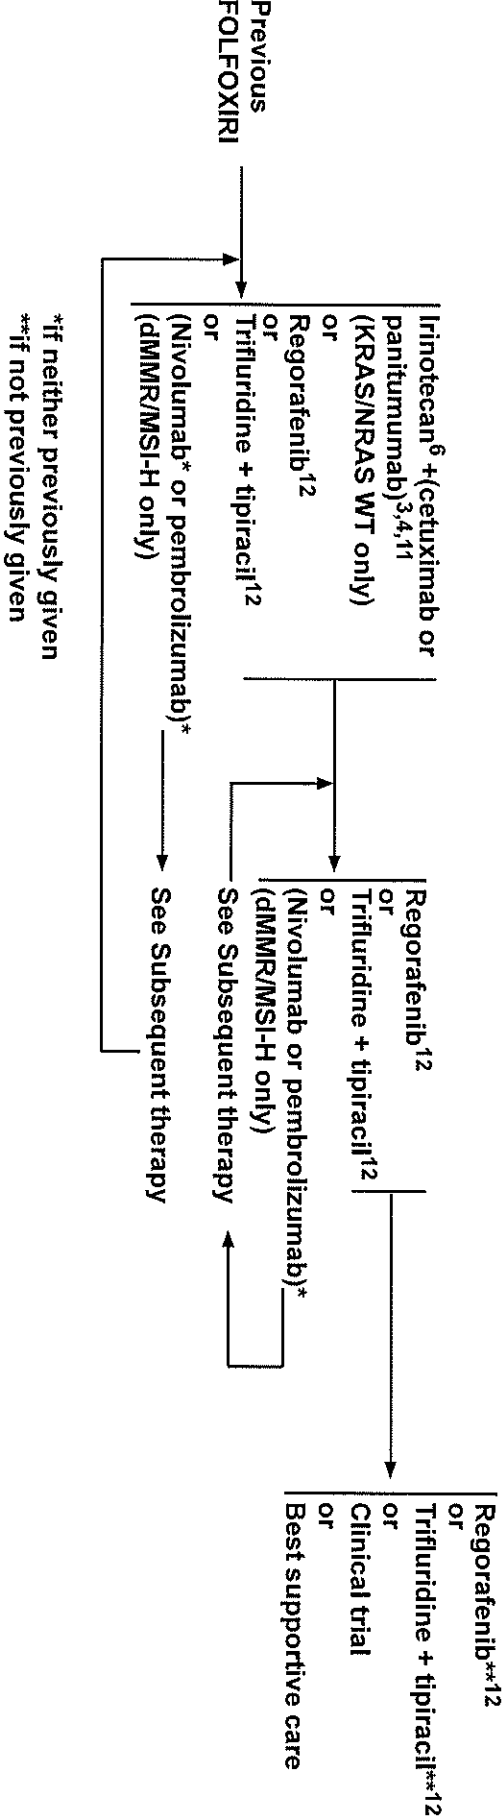 Previous
FOLFOXIRI
Irinotecan6 +(cetuximab or
panitumumab)3,4,11
(KRAS/NRAS WT only)
or
Regorafenib12
or
Trifluridine + tipiracil12
or
(Nivolumab* or pembrolizumab)*
(dMMR/MSI-H only)
Regorafenib12
or
Trifluridine + tipiracil12
or
(Nivolumab or pembrolizumab)*
(dMMR/MSI-H only)
See Subsequent therapy
See Subsequent therapy
Regorafenib**12
or
Trifluridine + tipiracil**12
or
Clinical trial
or
Best supportive care
*if neither previously given
**if not previously given